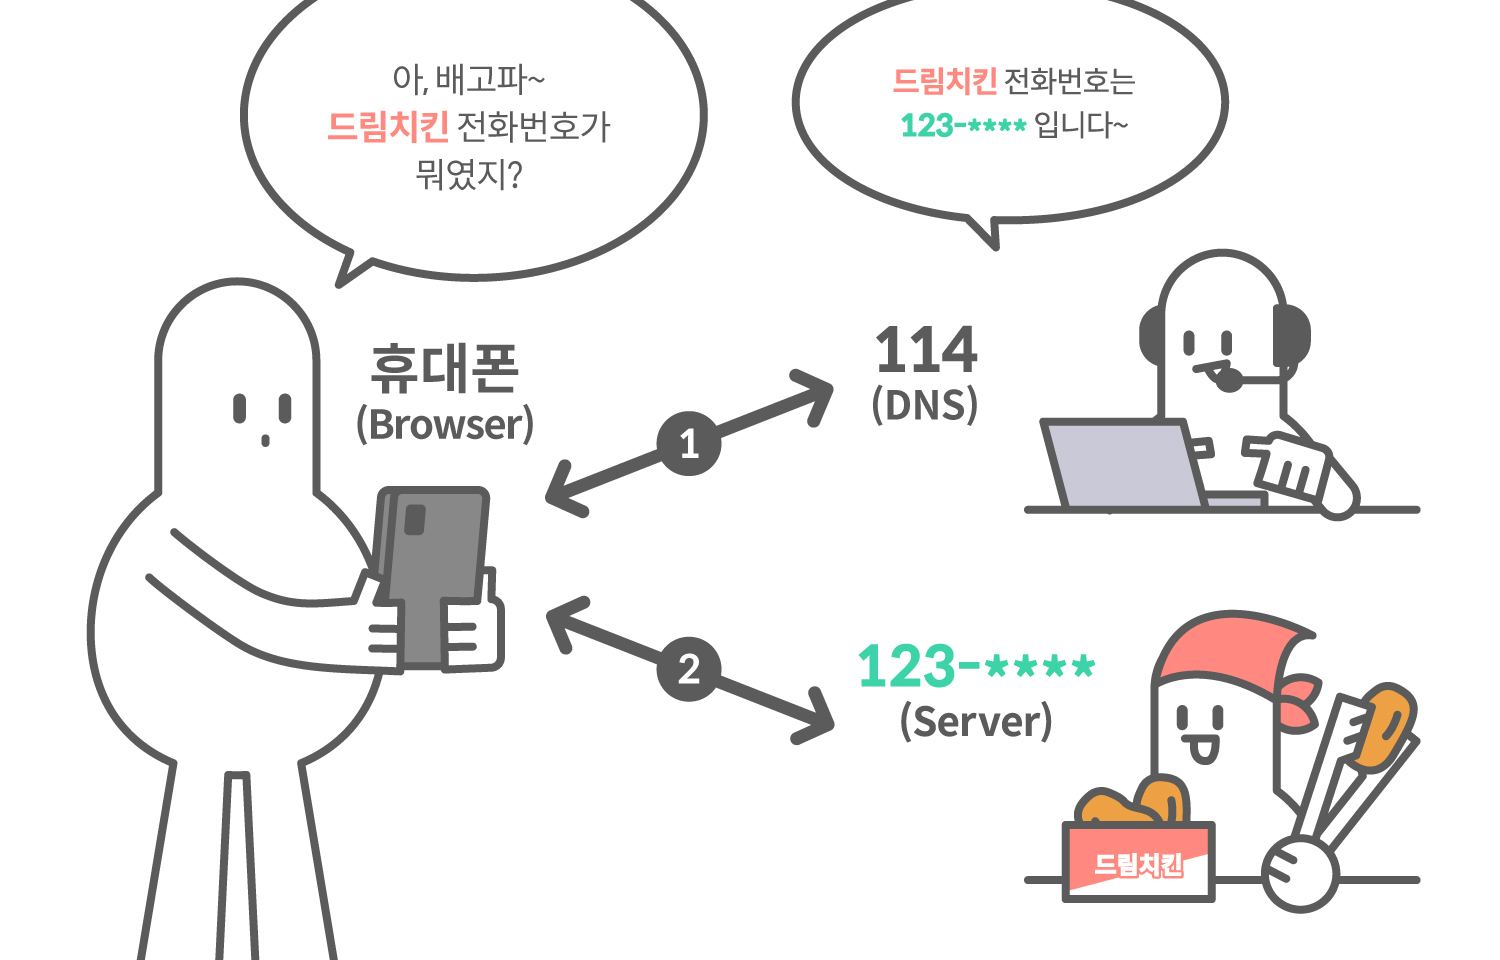 아, 배고파~
드림치킨 전화번호가
뭐였지?
드림치킨 전화번호는
123-**** 입니다~
휴대폰
(Browser)
114
(DNS)
1
2
123-****
(Server)
드림치킨